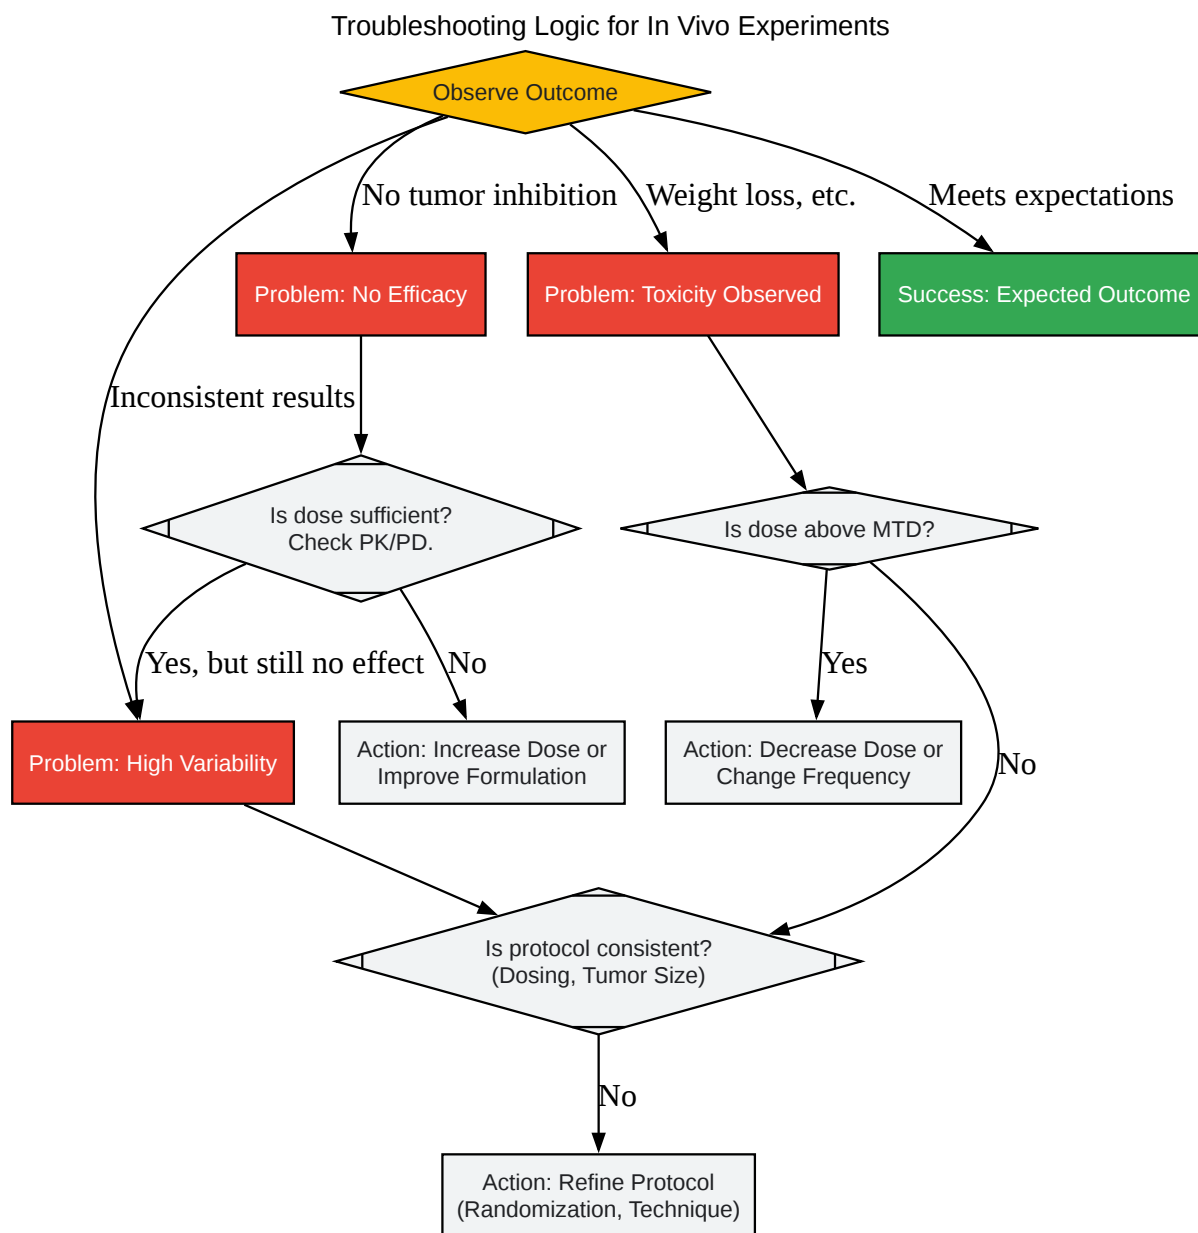 Troubleshooting Logic for In Vivo Experiments
Observe Outcome
No tumor inhibition
Weight loss, etc.
Meets expectations
Problem: No Efficacy
Problem: Toxicity Observed
Success: Expected Outcome
Inconsistent results
Is dose sufficient?
Check PK/PD.
Is dose above MTD?
Yes, but still no effect
No
Yes
Problem: High Variability
Action: Increase Dose or
Improve Formulation
Action: Decrease Dose or
Change Frequency
No
Is protocol consistent?
(Dosing, Tumor Size)
No
Action: Refine Protocol
(Randomization, Technique)